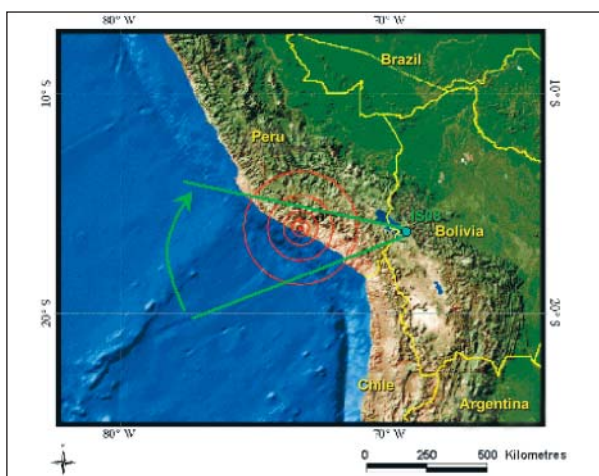 80° W 70° W
Brazil
10° S 10° S
Peru
IS08
Bolivia
20° S 20° S
Chile
Argentina
80° W 70° W
0 250 500 Kilometres